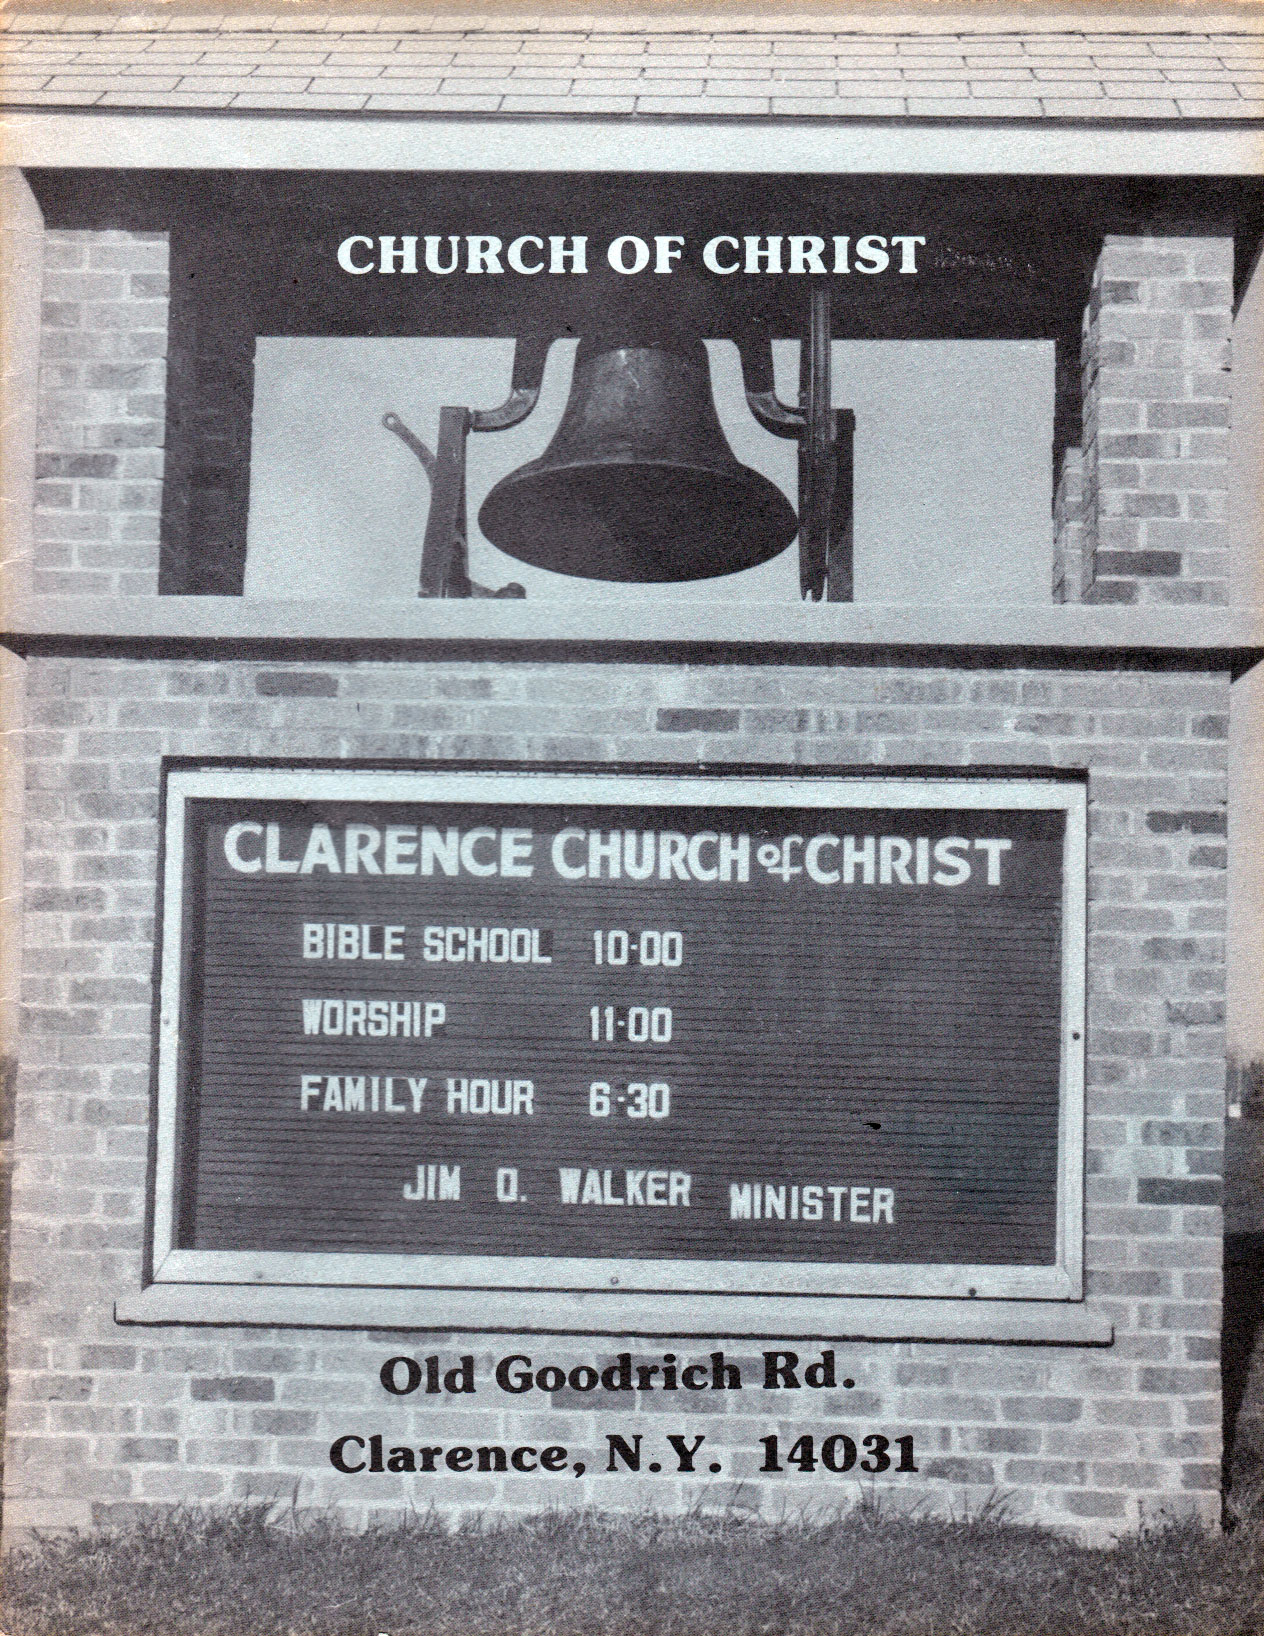 CHURCH OF CHRIST
CLARENCE CHURCH of CHRIST
BIBLE SCHOOL 10-00
WORSHIP 11-00
FAMILY HOUR 6-30
JIM O. WALKER MINISTER
Old Goodrich Rd.
Clarence, N.Y. 14031